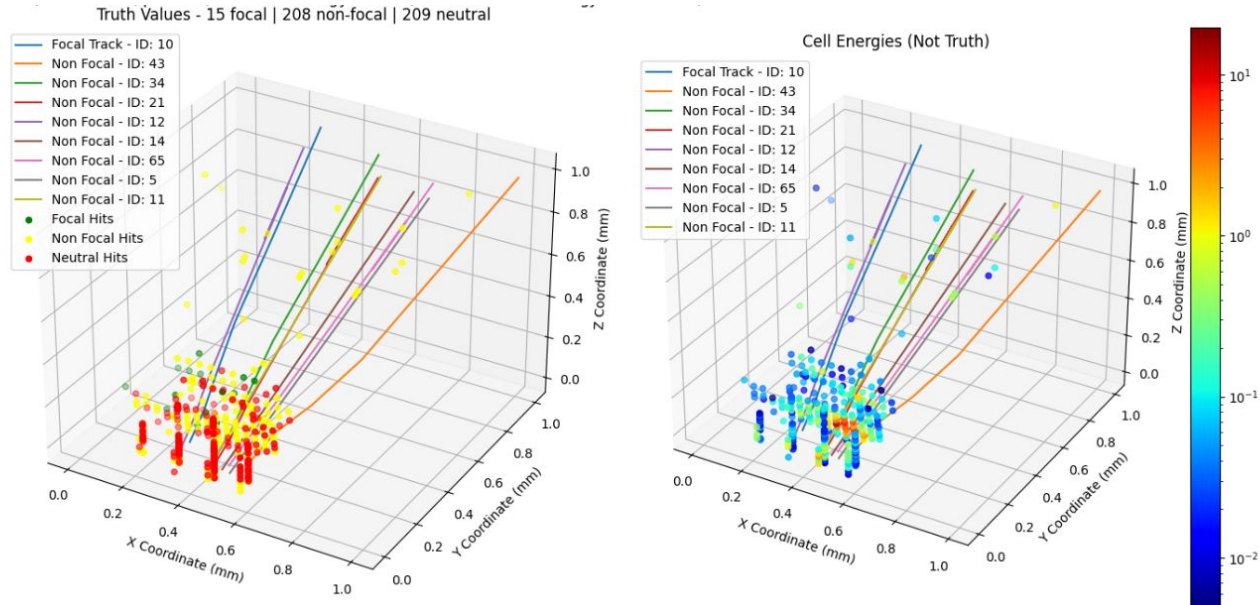 Truth Values - 15 focal | 208 non-focal | 209 neutral
Focal Track - ID: 10
Non Focal - ID: 43
Non Focal - ID: 34
Non Focal - ID: 21
Non Focal - ID: 12
Non Focal - ID: 14
Non Focal - ID: 65
Non Focal - ID: 5
Non Focal - ID: 11
Focal Hits
Non Focal Hits
Neutral Hits
0.0
0.2
0.4
0.6
0.8
1.0
X Coordinate (mm)
0.0
0.2
0.4
0.6
0.8
1.0
Y Coordinate (mm)
1.0
0.8
0.6
0.4
0.2
0.0
Z Coordinate (mm)
Cell Energies (Not Truth)
Focal Track - ID: 10
Non Focal - ID: 43
Non Focal - ID: 34
Non Focal - ID: 21
Non Focal - ID: 12
Non Focal - ID: 14
Non Focal - ID: 65
Non Focal - ID: 5
Non Focal - ID: 11
0.0
0.2
0.4
0.6
0.8
1.0
X Coordinate (mm)
0.0
0.2
0.4
0.6
0.8
1.0
Y Coordinate (mm)
1.0
0.8
0.6
0.4
0.2
0.0
Z Coordinate (mm)
10¹
10⁰
10⁻¹
10⁻²